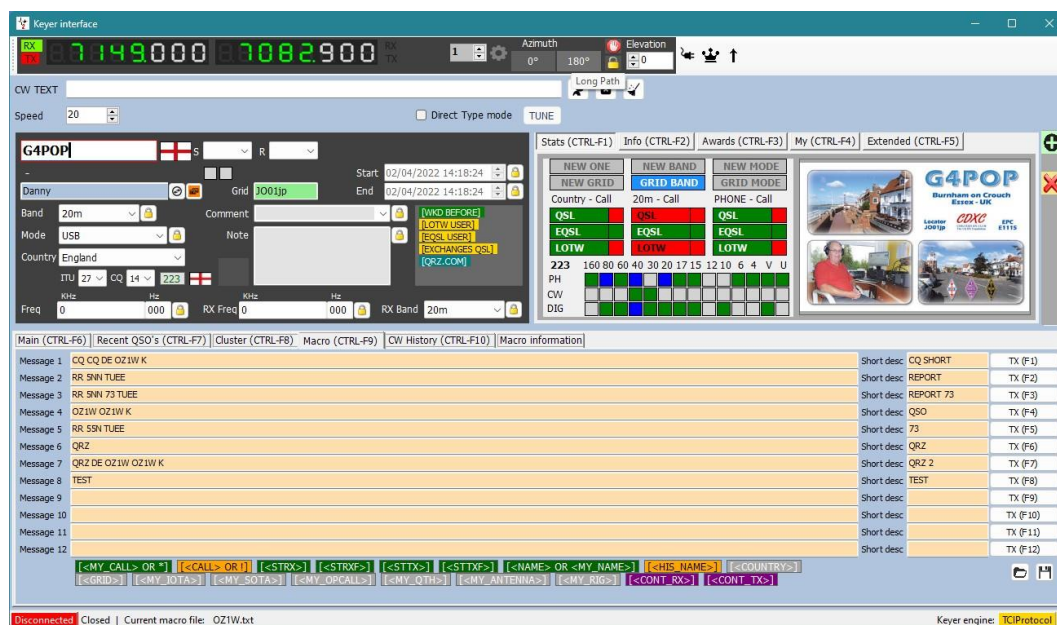 Keyer interface
RX 7149.000 7082.900 RX 1 Azimuth Elevation
TX TX 0° 180° 0
Long Path
CW TEXT
Speed 20 Direct Type mode TUNE
Stats (CTRL-F1) Info (CTRL-F2) Awards (CTRL-F3) My (CTRL-F4) Extended (CTRL-F5)
G4POP S R
- Start 02/04/2022 14:18:24
Danny Grid JO01jp End 02/04/2022 14:18:24
Band 20m Comment
Mode USB Note
Country England
ITU 27 CQ 14 223
KHz Hz KHz Hz
Freq 0 000 RX Freq 0 000 RX Band 20m
[WKD BEFORE]
[LOTW USER]
[EQSL USER]
[EXCHANGES QSL]
[QRZ.COM]
NEW ONE NEW BAND NEW MODE
NEW GRID GRID BAND GRID MODE
Country - Call 20m - Call PHONE - Call
QSL QSL QSL
EQSL EQSL EQSL
LOTW LOTW LOTW
223 160 80 60 40 30 20 17 15 12 10 6 4 V U
PH
CW
DIG
G4POP
Burnham on Crouch
Essex - UK
Locator
JO01jp
CDXC
EPC
E1115
Main (CTRL-F6) Recent QSO's (CTRL-F7) Cluster (CTRL-F8) Macro (CTRL-F9) CW History (CTRL-F10) Macro information
Message 1 CQ CQ DE OZ1W K Short desc CQ SHORT TX (F1)
Message 2 RR 5NN TUEE Short desc REPORT TX (F2)
Message 3 RR 5NN 73 TUEE Short desc REPORT 73 TX (F3)
Message 4 OZ1W OZ1W K Short desc QSO TX (F4)
Message 5 RR 55N TUEE Short desc 73 TX (F5)
Message 6 QRZ Short desc QRZ TX (F6)
Message 7 QRZ DE OZ1W OZ1W K Short desc QRZ 2 TX (F7)
Message 8 TEST Short desc TEST TX (F8)
Message 9 Short desc TX (F9)
Message 10 Short desc TX (F10)
Message 11 Short desc TX (F11)
Message 12 Short desc TX (F12)
[<MY_CALL> OR *] [<CALL> OR !] [<STRX>] [<STRXF>] [<STTX>] [<STTXF>] [<NAME> OR <MY_NAME>] [<HIS_NAME>] [<COUNTRY>]
[<GRID>] [<MY_IOTA>] [<MY_SOTA>] [<MY_OPCALL>] [<MY_QTH>] [<MY_ANTENNA>] [<MY_RIG>] [<CONT_RX>] [<CONT_TX>]
Disconnected Closed | Current macro file: OZ1W.txt Keyer engine: TCIProtocol